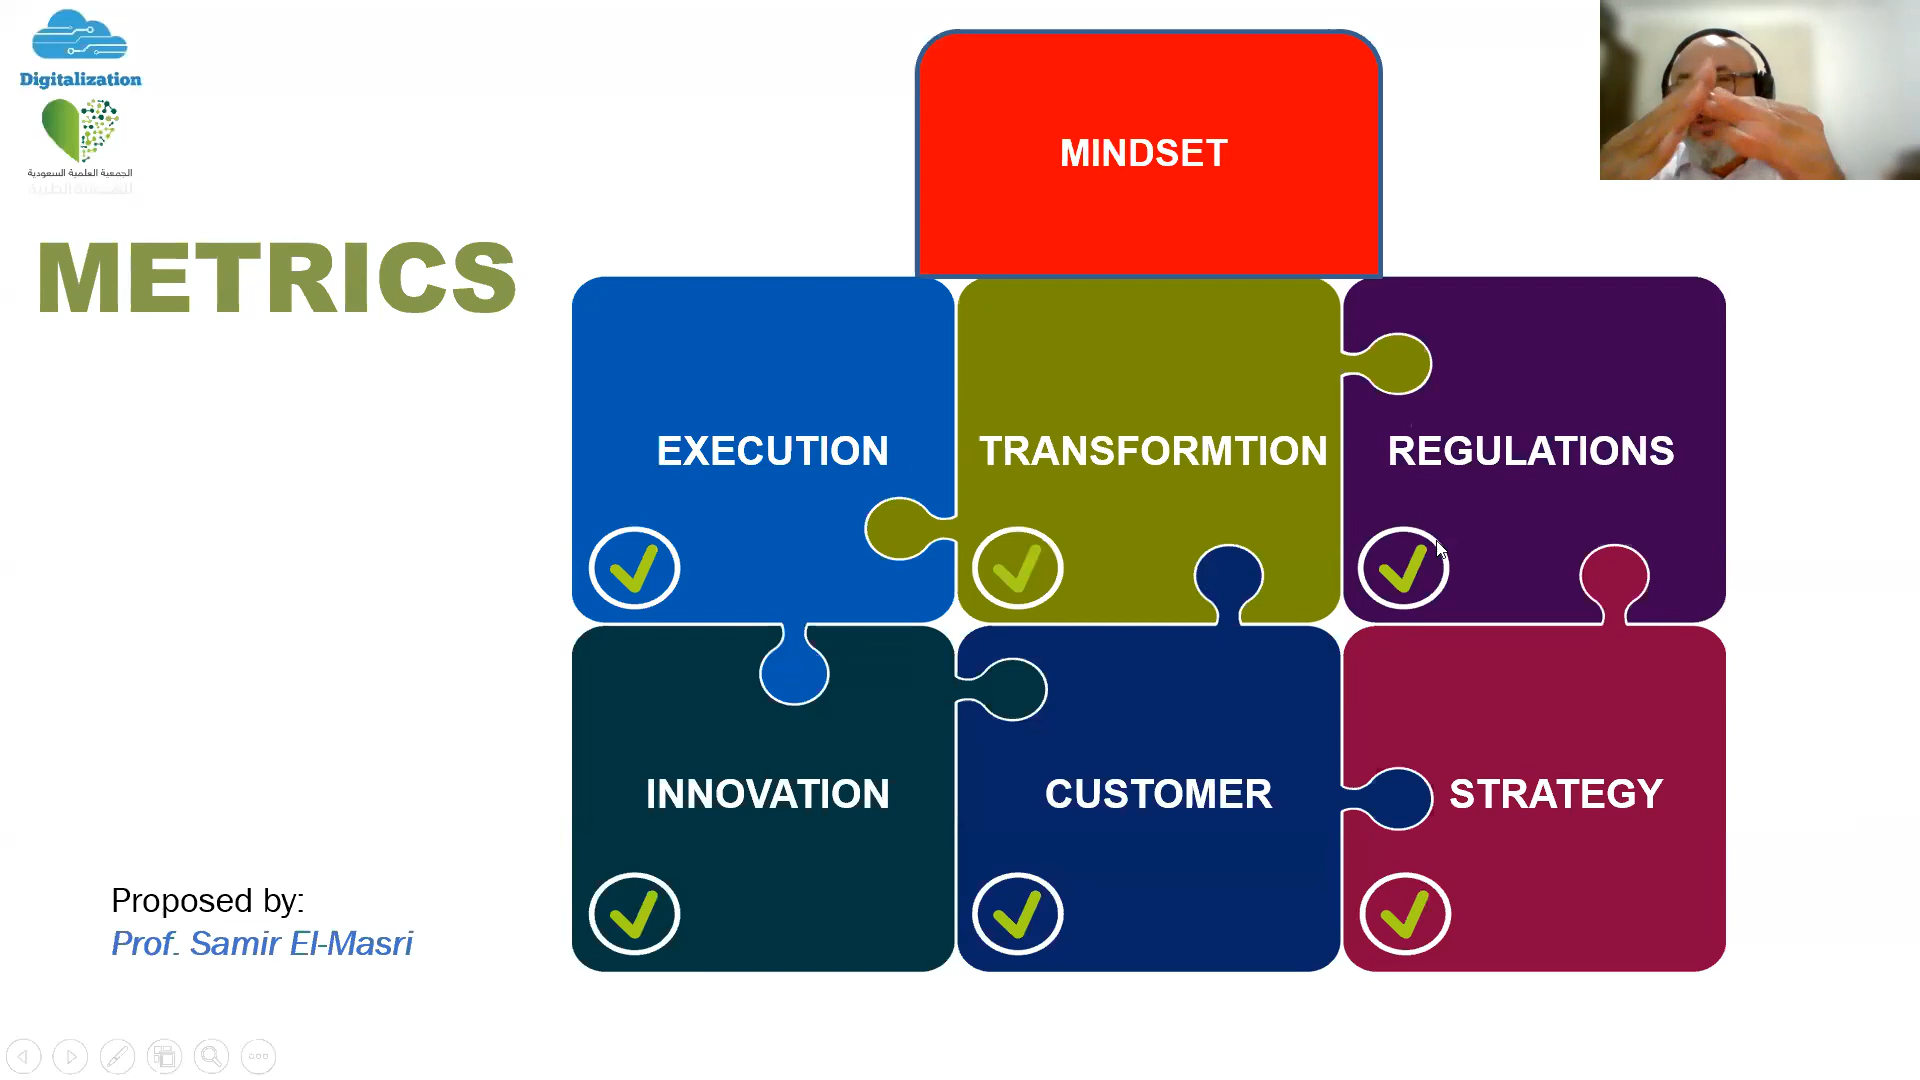 Digitalization
الجمعية العلمية السعودية
METRICS
MINDSET
EXECUTION
TRANSFORMTION
REGULATIONS
INNOVATION
CUSTOMER
STRATEGY
Proposed by:
Prof. Samir El-Masri